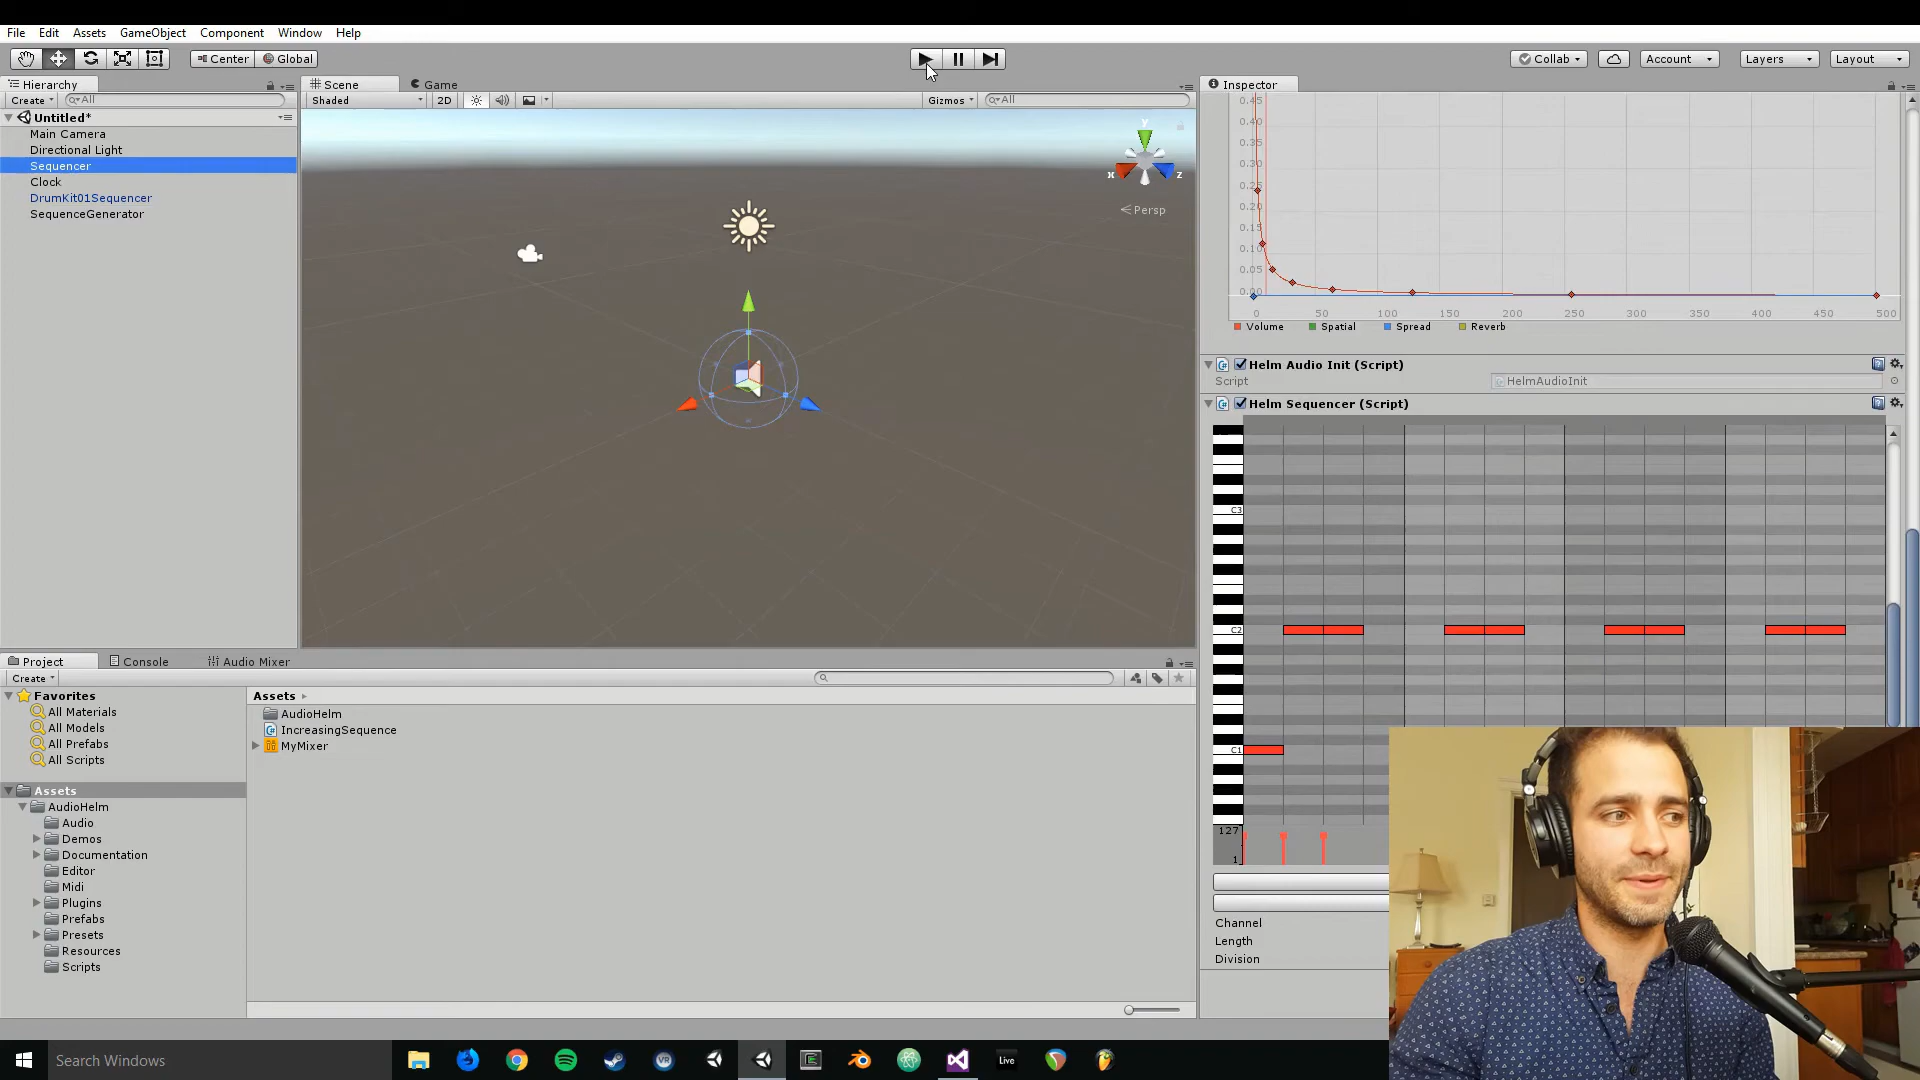 File Edit Assets GameObject Component Window Help
Center Global Collab Account Layers Layout
Hierarchy
Create All
Untitled*
Main Camera
Directional Light
Sequencer
Clock
DrumKit01Sequencer
SequenceGenerator
Scene Game
Shaded 2D Gizmos All
y
x z
Persp
Inspector
0.45
0.40
0.35
0.30
0.25
0.20
0.15
0.10
0.05
0.00
0 50 100 150 200 250 300 350 400 450 500
Volume Spatial Spread Reverb
Helm Audio Init (Script)
Script HelmAudioInit
Helm Sequencer (Script)
C3
C2
C1
127
1
Channel
Length
Division
Project Console Audio Mixer
Create
Favorites
All Materials
All Models
All Prefabs
All Scripts
Assets
AudioHelm
Audio
Demos
Documentation
Editor
Midi
Plugins
Prefabs
Presets
Resources
Scripts
Assets
AudioHelm
IncreasingSequence
MyMixer
Search Windows
VR
Live